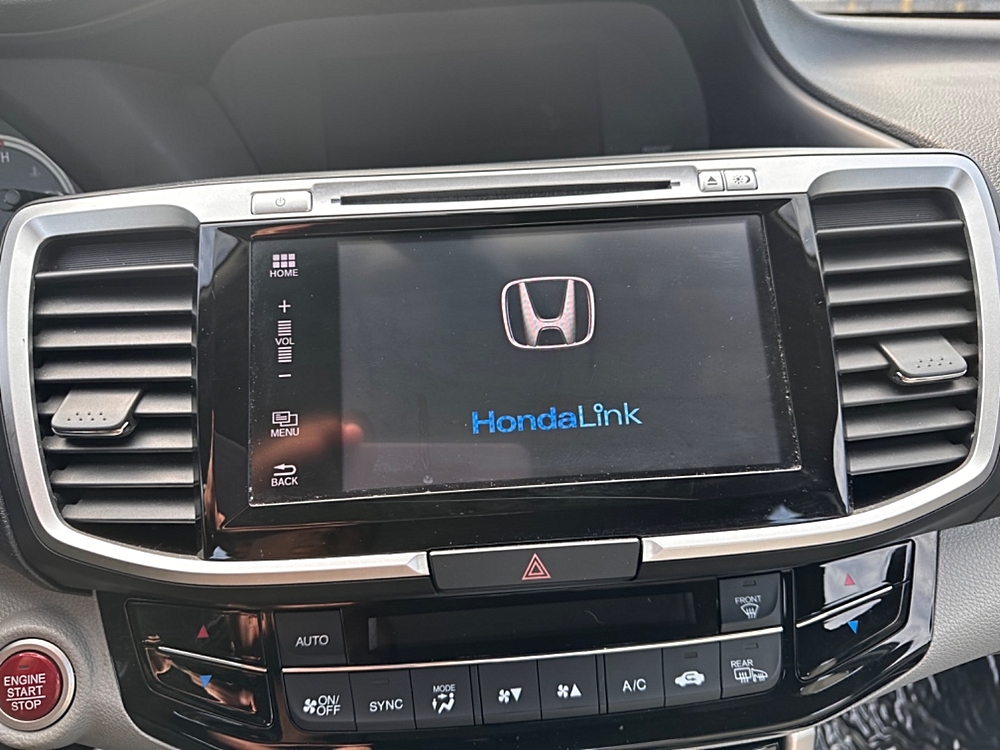 H
HOME
+
VOL
−
MENU
BACK
HondaLink
AUTO
FRONT
ENGINE
START
STOP
ON/
OFF
SYNC
MODE
A/C
REAR